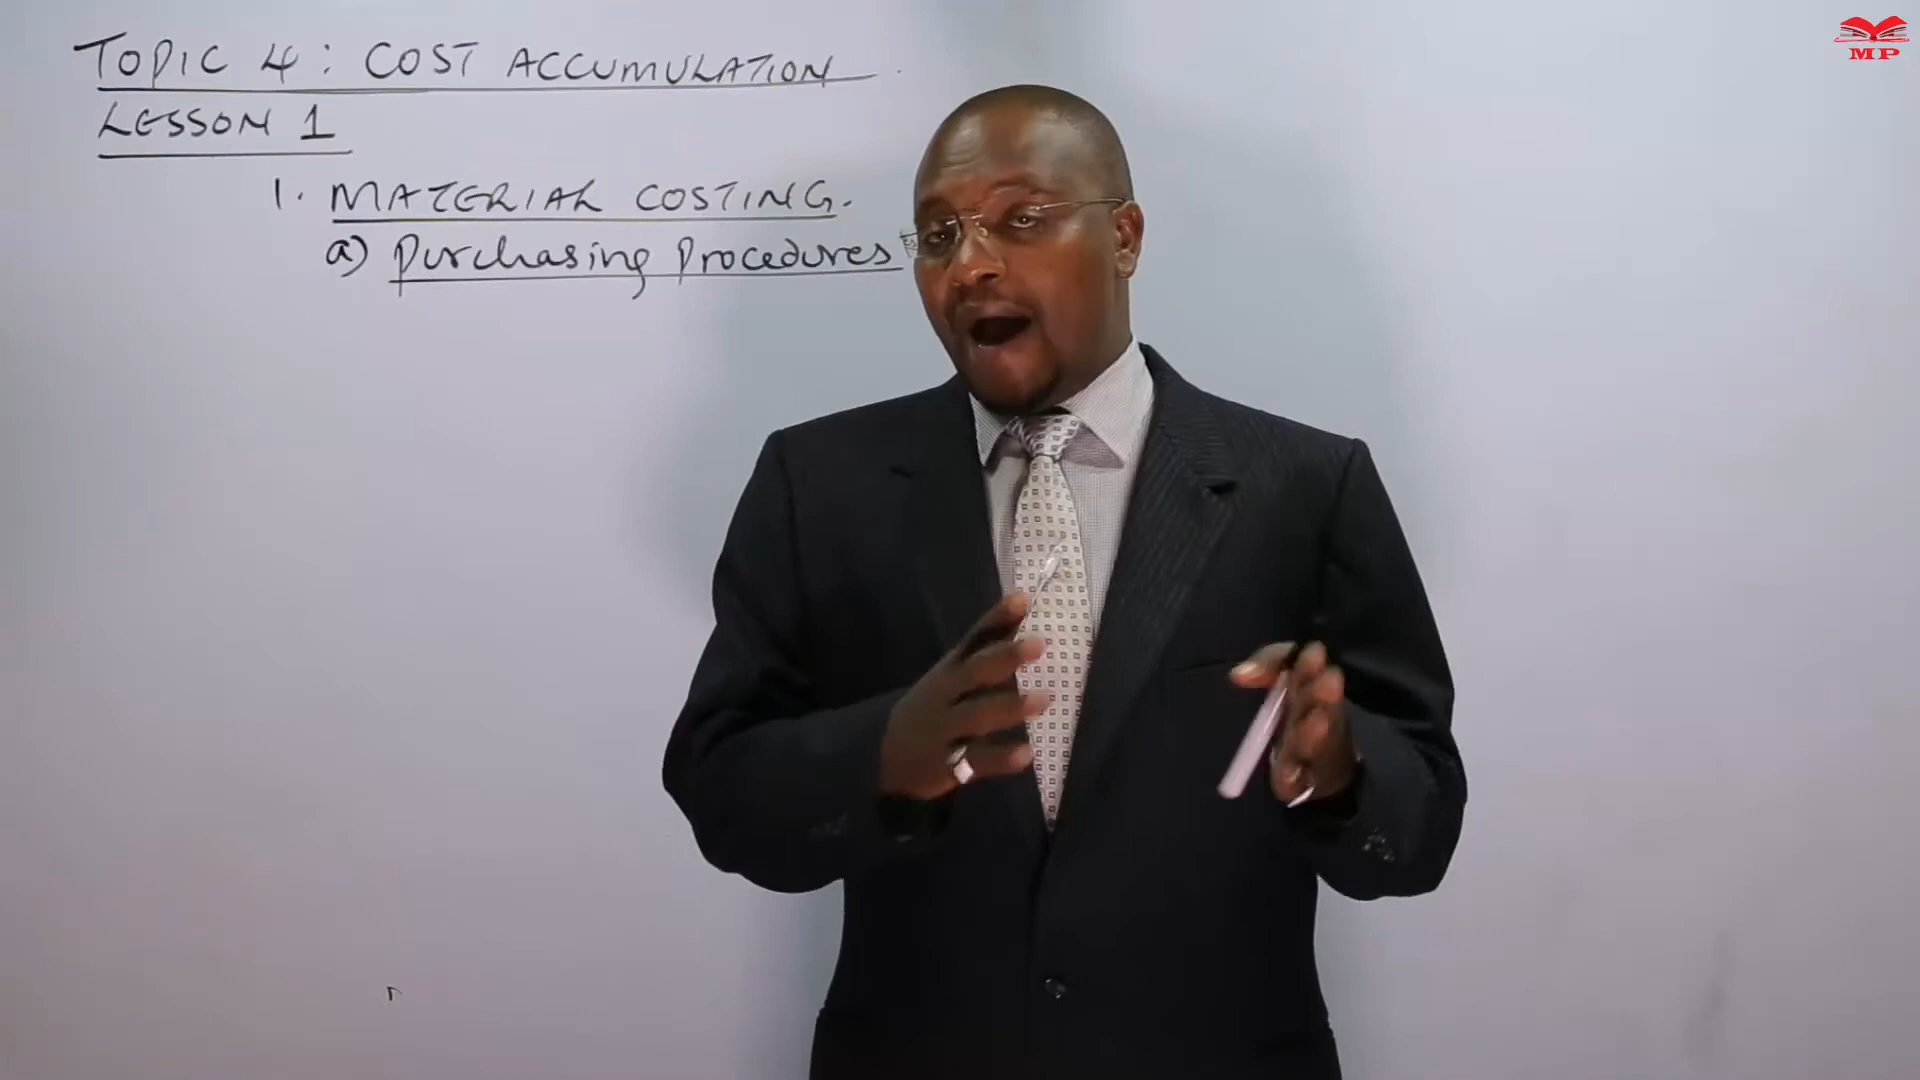 TOPIC 4: COST ACCUMULATION
LESSON 1
1. MATERIAL COSTING.
a) Purchasing Procedures
MP